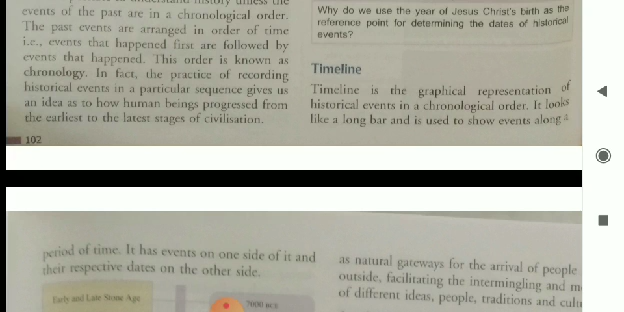 understand history unless the
events of the past are in a chronological order.
The past events are arranged in order of time
i.e., events that happened first are followed by
events that happened. This order is known as
chronology. In fact, the practice of recording
historical events in a particular sequence gives us
an idea as to how human beings progressed from
the earliest to the latest stages of civilisation.
102
Why do we use the year of Jesus Christ's birth as the
reference point for determining the dates of historical
events?
Timeline
Timeline is the graphical representation of
historical events in a chronological order. It looks
like a long bar and is used to show events along a
period of time. It has events on one side of it and
their respective dates on the other side.
Early and Late Stone Age
7000 BCE
as natural gateways for the arrival of people
outside, facilitating the intermingling and
of different ideas, people, traditions and